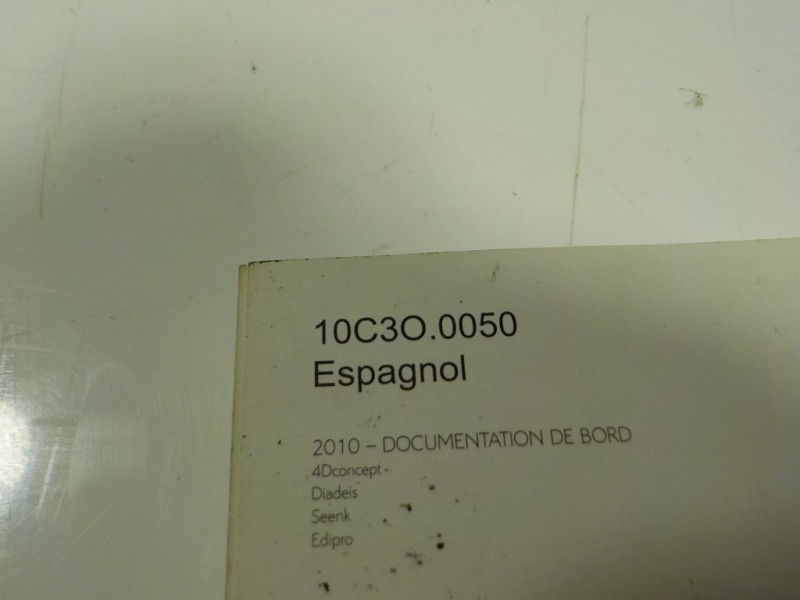 10C3O.0050
Espagnol
2010 – DOCUMENTATION DE BORD
4Dconcept
Diadeis
Seenk
Edipro